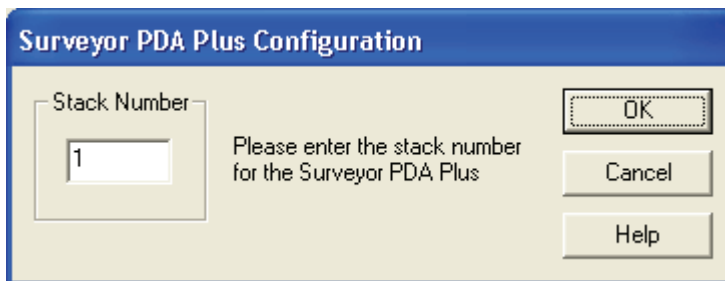 Surveyor PDA Plus Configuration
Stack Number
1
Please enter the stack number
for the Surveyor PDA Plus
OK
Cancel
Help